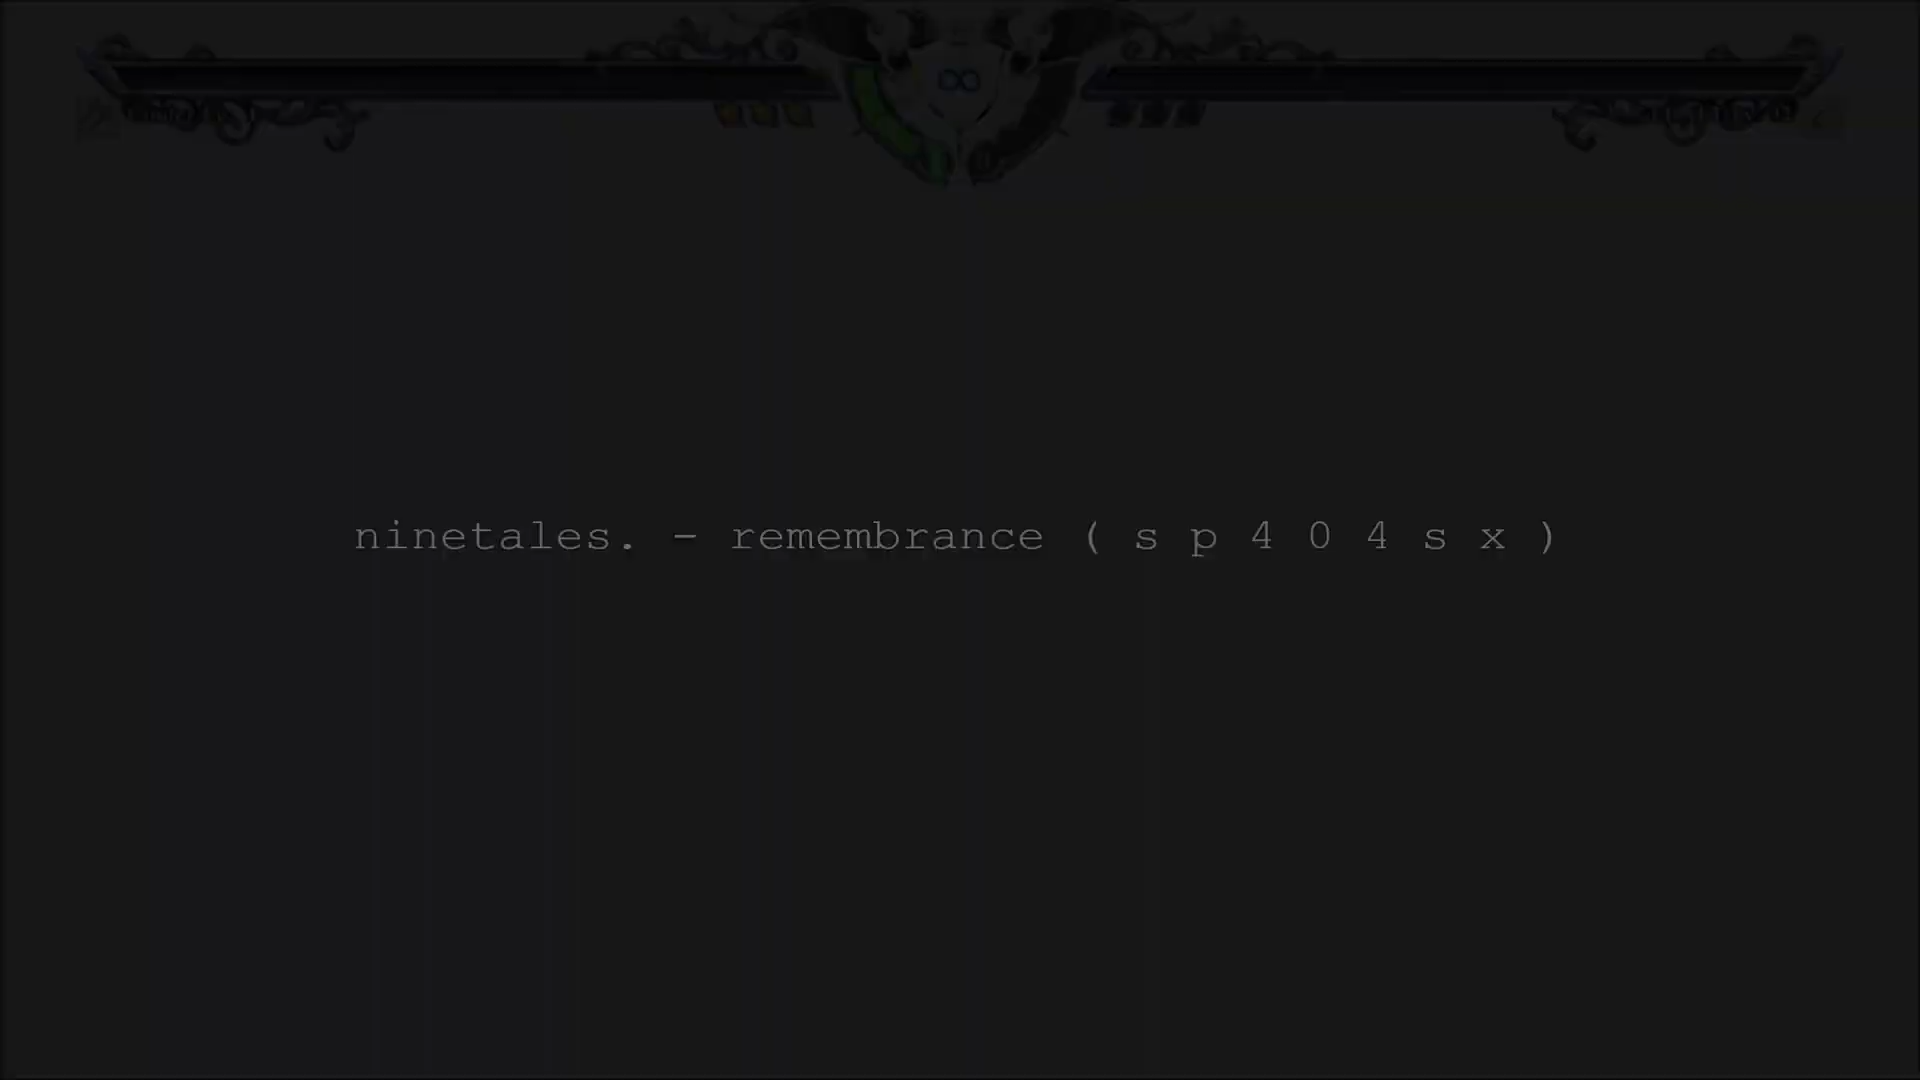 ∞
ninetales. - remembrance ( s p 4 0 4 s x )